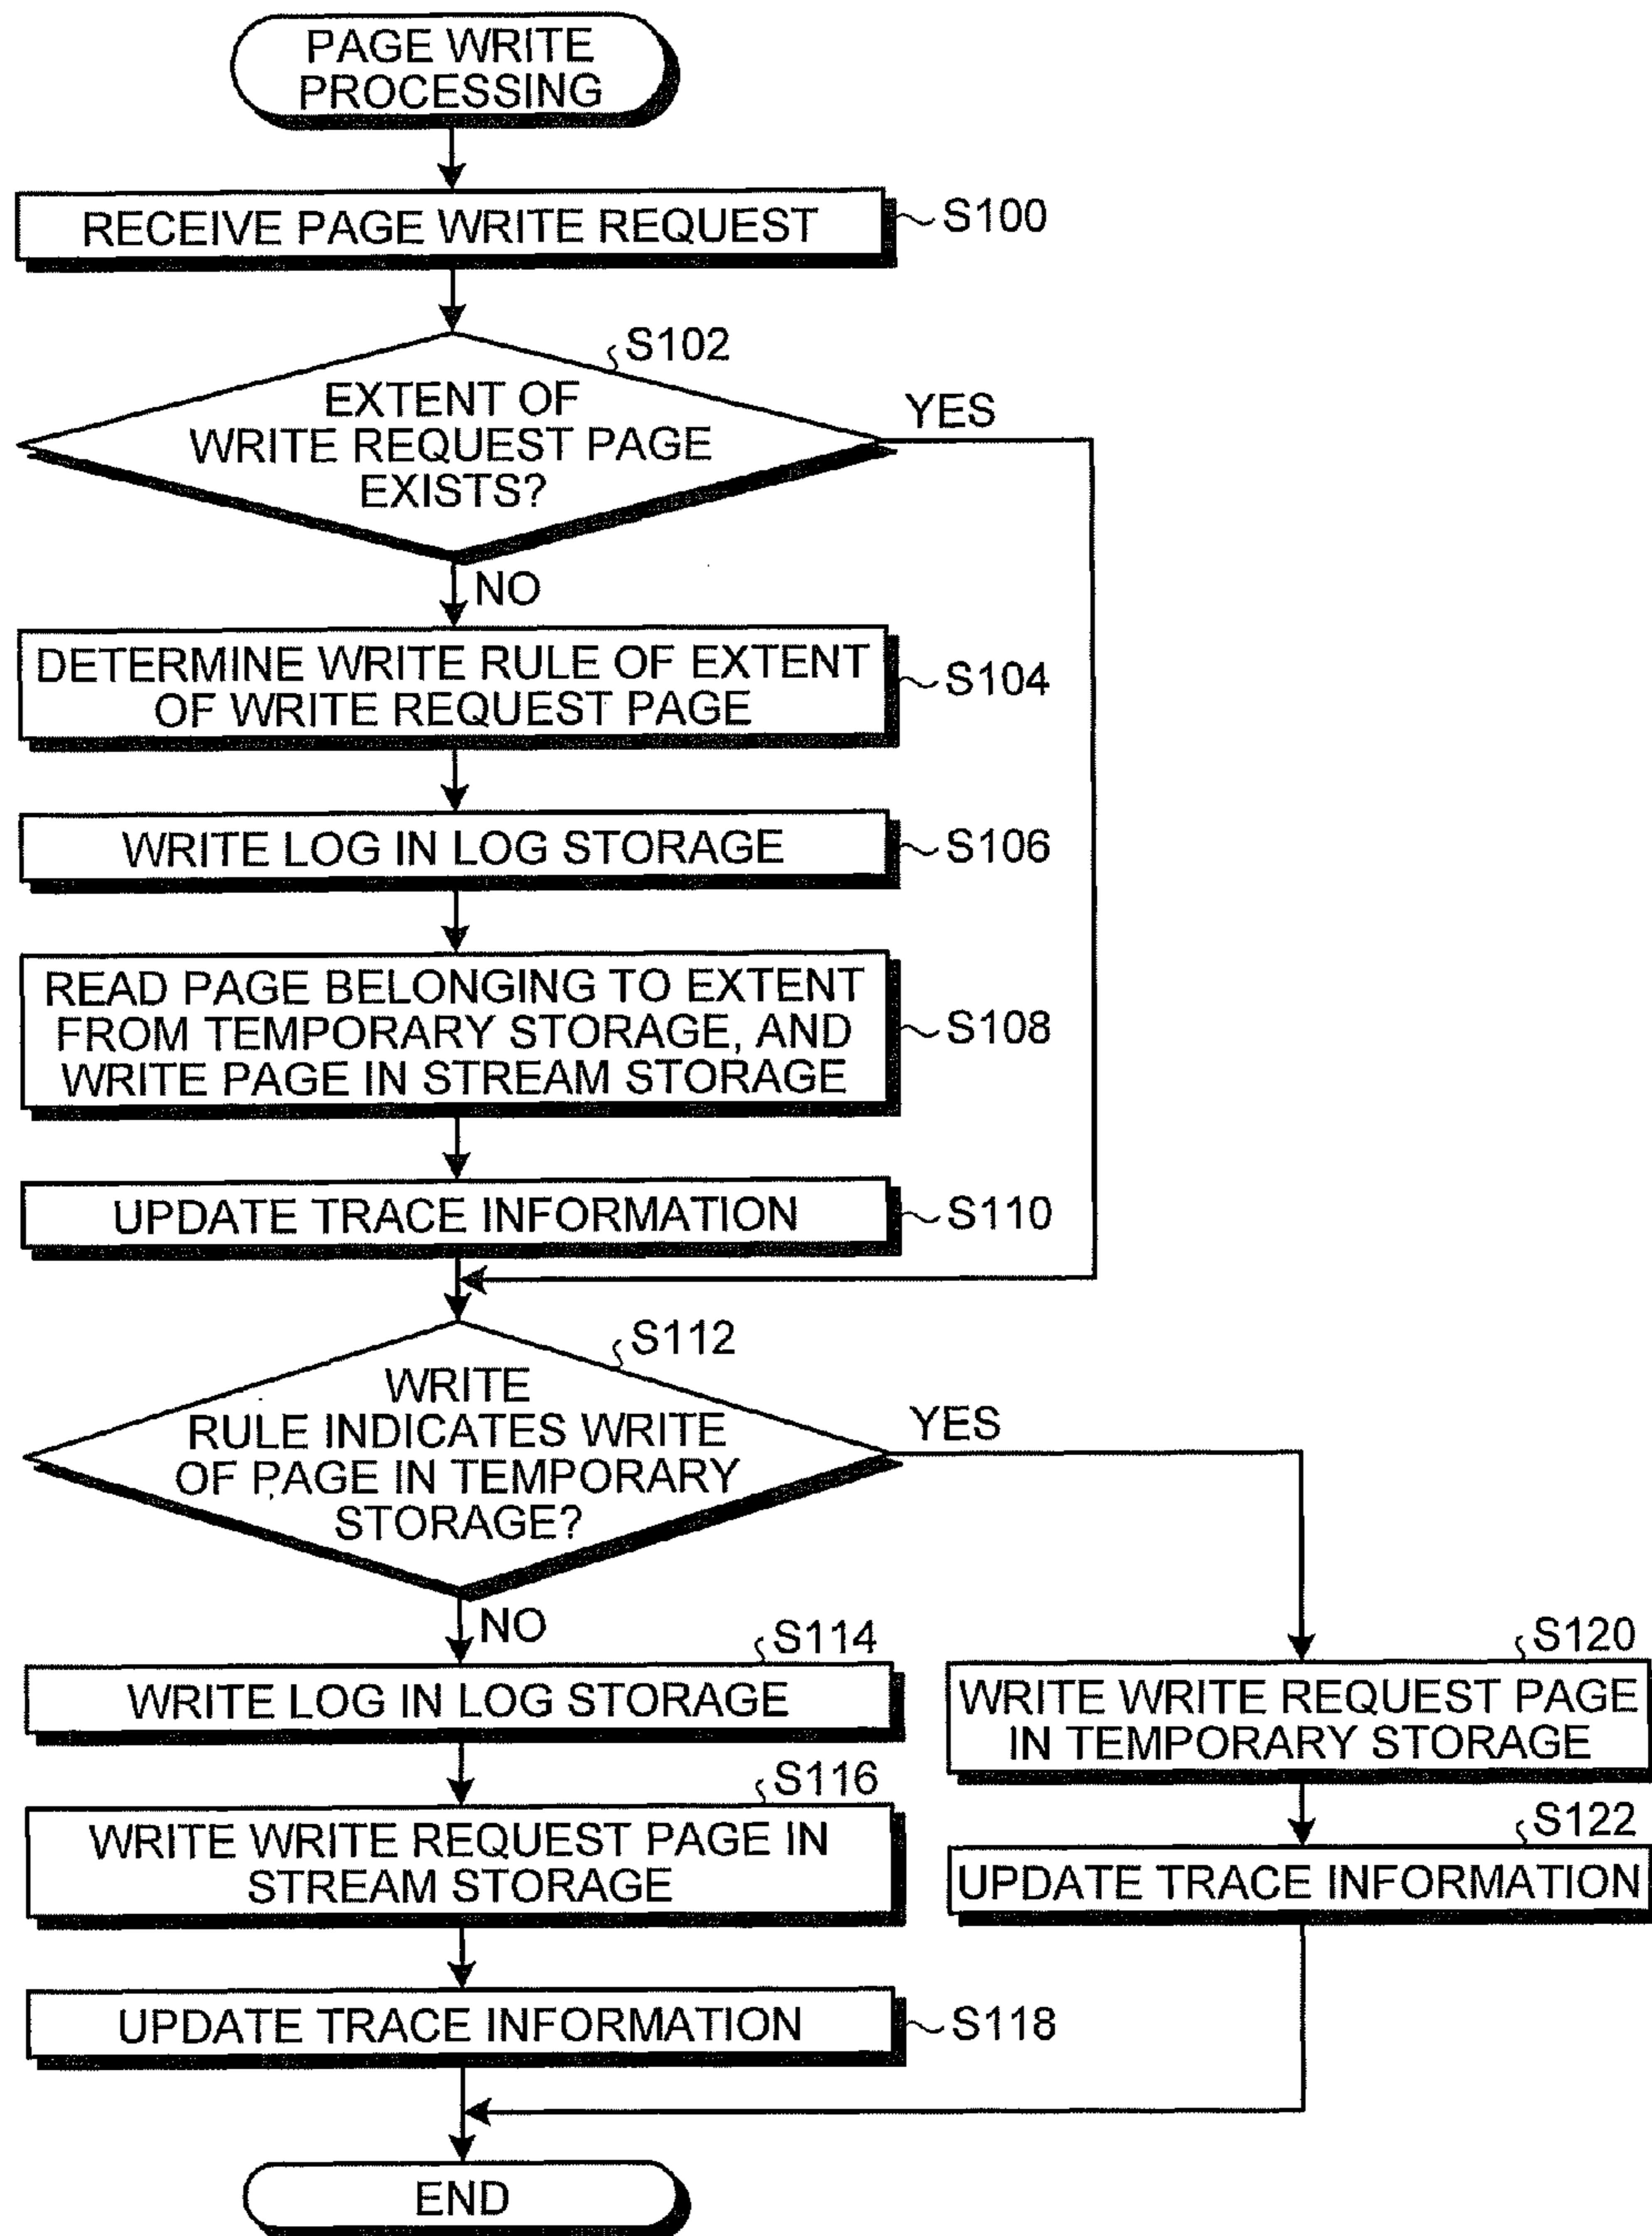 PAGE WRITE
PROCESSING
RECEIVE PAGE WRITE REQUEST
S100
S102
EXTENT OF
WRITE REQUEST PAGE
EXISTS?
YES
NO
DETERMINE WRITE RULE OF EXTENT
OF WRITE REQUEST PAGE
S104
WRITE LOG IN LOG STORAGE
S106
READ PAGE BELONGING TO EXTENT
FROM TEMPORARY STORAGE, AND
WRITE PAGE IN STREAM STORAGE
S108
UPDATE TRACE INFORMATION
S110
S112
WRITE
RULE INDICATES WRITE
OF PAGE IN TEMPORARY
STORAGE?
YES
NO
S114
WRITE LOG IN LOG STORAGE
S116
WRITE WRITE REQUEST PAGE IN
STREAM STORAGE
UPDATE TRACE INFORMATION
S118
S120
WRITE WRITE REQUEST PAGE
IN TEMPORARY STORAGE
S122
UPDATE TRACE INFORMATION
END